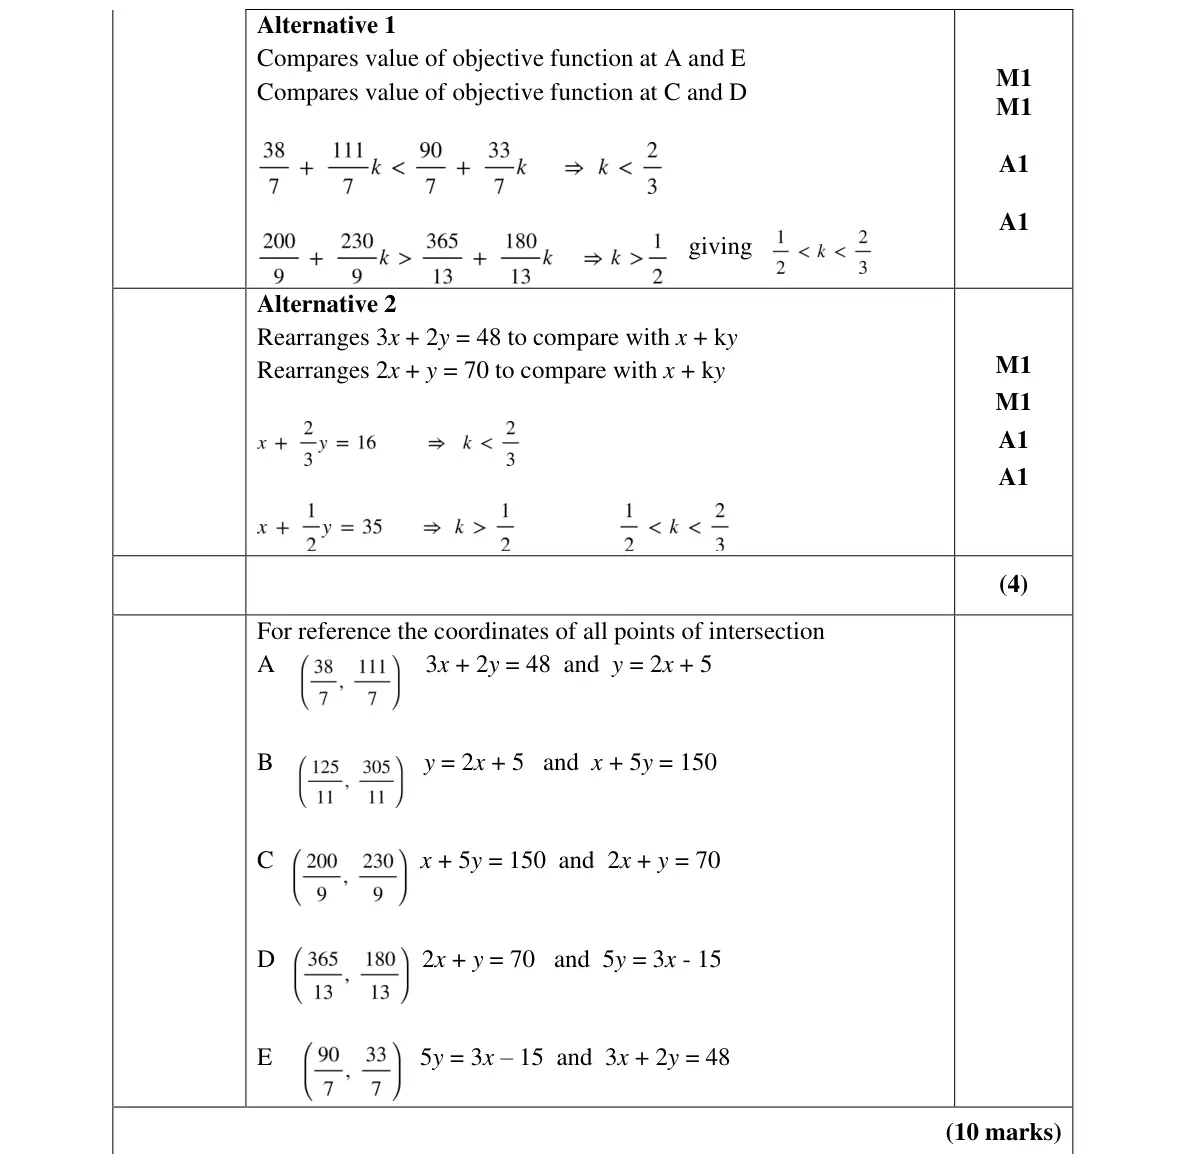 Alternative 1
Compares value of objective function at A and E
Compares value of objective function at C and D
M1
M1
38/7 + 111/7 k < 90/7 + 33/7 k ⇒ k < 2/3
A1
200/9 + 230/9 k > 365/13 + 180/13 k ⇒ k > 1/2 giving 1/2 < k < 2/3
A1
Alternative 2
Rearranges 3x + 2y = 48 to compare with x + ky
Rearranges 2x + y = 70 to compare with x + ky
M1
M1
x + 2/3 y = 16 ⇒ k < 2/3
A1
A1
x + 1/2 y = 35 ⇒ k > 1/2 1/2 < k < 2/3
(4)
For reference the coordinates of all points of intersection
A (38/7, 111/7) 3x + 2y = 48 and y = 2x + 5
B (125/11, 305/11) y = 2x + 5 and x + 5y = 150
C (200/9, 230/9) x + 5y = 150 and 2x + y = 70
D (365/13, 180/13) 2x + y = 70 and 5y = 3x - 15
E (90/7, 33/7) 5y = 3x – 15 and 3x + 2y = 48
(10 marks)